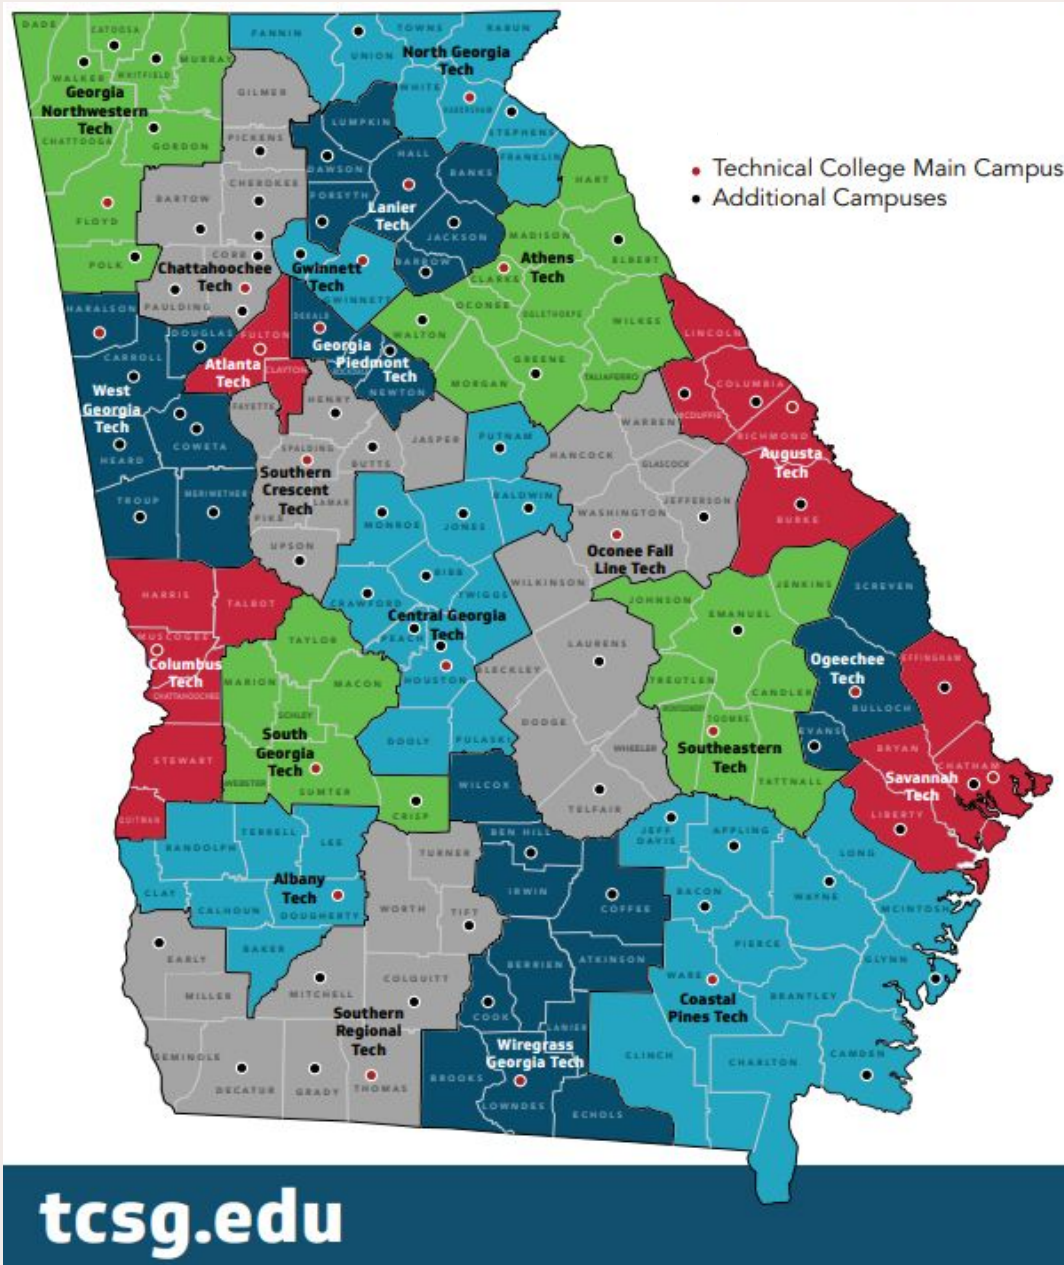 DADE
CATOOSA
WALKER
WHITFIELD
MURRAY
FANNIN
UNION
TOWNS
RABUN
North Georgia
Tech
WHITE
HABERSHAM
STEPHENS
FRANKLIN
Georgia
Northwestern
Tech
CHATTOOGA
GORDON
GILMER
PICKENS
LUMPKIN
DAWSON
HALL
BANKS
HART
Technical College Main Campus
Additional Campuses
FLOYD
BARTOW
CHEROKEE
FORSYTH
Lanier
Tech
JACKSON
MADISON
ELBERT
POLK
COBB
Chattahoochee
Tech
PAULDING
Gwinnett
Tech
GWINNETT
BARROW
CLARKE
Athens
Tech
OCONEE
OGLETHORPE
WILKES
HARALSON
DOUGLAS
CARROLL
FULTON
Atlanta
Tech
CLAYTON
DEKALB
Georgia
Piedmont
Tech
NEWTON
WALTON
MORGAN
GREENE
TALIAFERRO
LINCOLN
COLUMBIA
MCDUFFIE
RICHMOND
Augusta
Tech
BURKE
West
Georgia
Tech
HEARD
COWETA
TROUP
MERIWETHER
FAYETTE
HENRY
SPALDING
BUTTS
JASPER
Southern
Crescent
Tech
PIKE
LAMAR
UPSON
PUTNAM
BALDWIN
MONROE
JONES
BIBB
TWIGGS
CRAWFORD
PEACH
Central Georgia
Tech
HOUSTON
DOOLY
PULASKI
WARREN
HANCOCK
GLASCOCK
WASHINGTON
JEFFERSON
Oconee Fall
Line Tech
WILKINSON
LAURENS
BLECKLEY
DODGE
WHEELER
TELFAIR
HARRIS
TALBOT
MUSCOGEE
Columbus
Tech
CHATTAHOOCHEE
STEWART
QUITMAN
TAYLOR
MARION
MACON
SCHLEY
South
Georgia
Tech
WEBSTER
SUMTER
CRISP
JOHNSON
EMANUEL
JENKINS
TREUTLEN
CANDLER
MONTGOMERY
TOOMBS
Southeastern
Tech
TATTNALL
SCREVEN
Ogeechee
Tech
BULLOCH
EVANS
EFFINGHAM
BRYAN
CHATHAM
Savannah
Tech
LIBERTY
RANDOLPH
TERRELL
LEE
CLAY
CALHOUN
Albany
Tech
DOUGHERTY
BAKER
WILCOX
BEN HILL
IRWIN
COFFEE
BERRIEN
ATKINSON
COOK
LANIER
Wiregrass
Georgia Tech
BROOKS
LOWNDES
ECHOLS
TURNER
WORTH
TIFT
EARLY
MILLER
MITCHELL
COLQUITT
Southern
Regional
Tech
SEMINOLE
DECATUR
GRADY
THOMAS
JEFF
DAVIS
APPLING
LONG
BACON
WAYNE
MCINTOSH
PIERCE
WARE
GLYNN
Coastal
Pines Tech
BRANTLEY
CLINCH
CHARLTON
CAMDEN
tcsg.edu